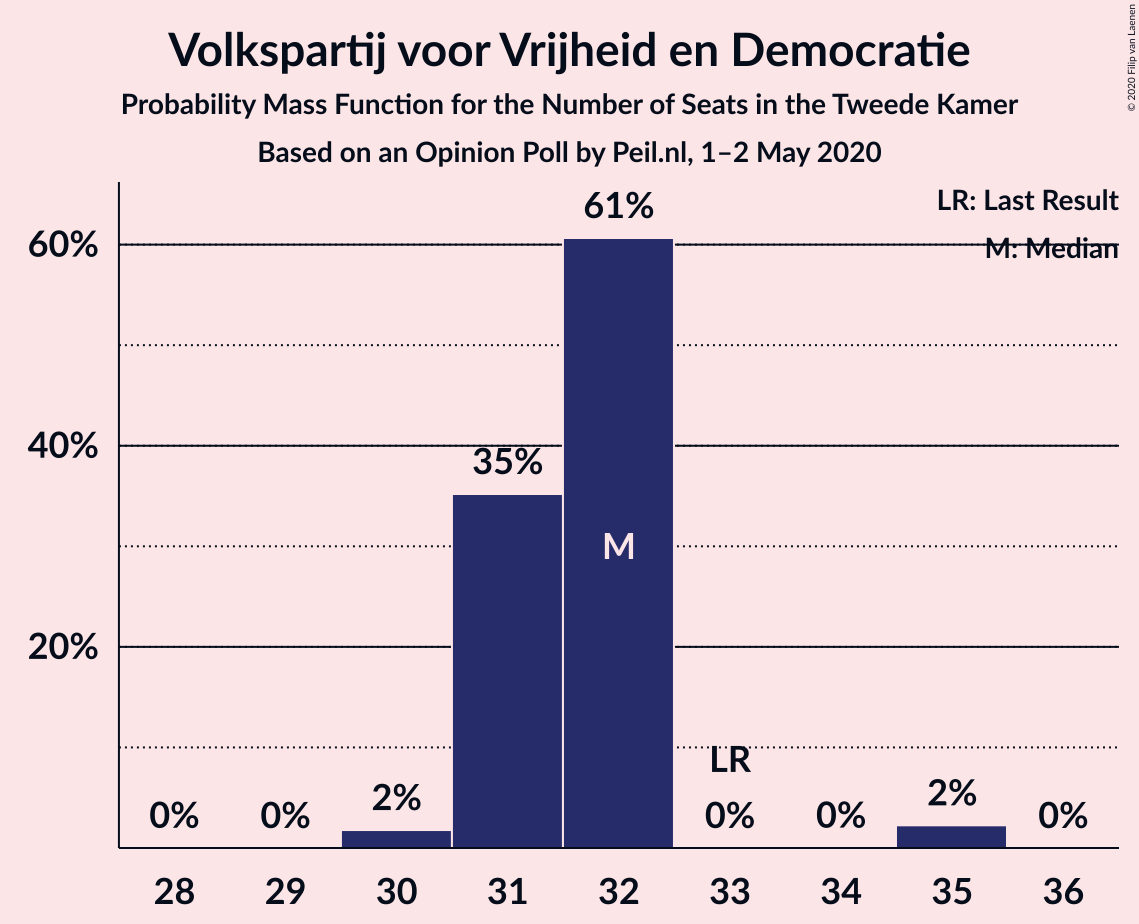 Volkspartij voor Vrijheid en Democratie
Probability Mass Function for the Number of Seats in the Tweede Kamer
Based on an Opinion Poll by Peil.nl, 1–2 May 2020
© 2020 Filip van Laenen
LR: Last Result
M: Median
60%
40%
20%
0%
0%
2%
35%
61%
M
LR
0%
0%
2%
0%
28 29 30 31 32 33 34 35 36